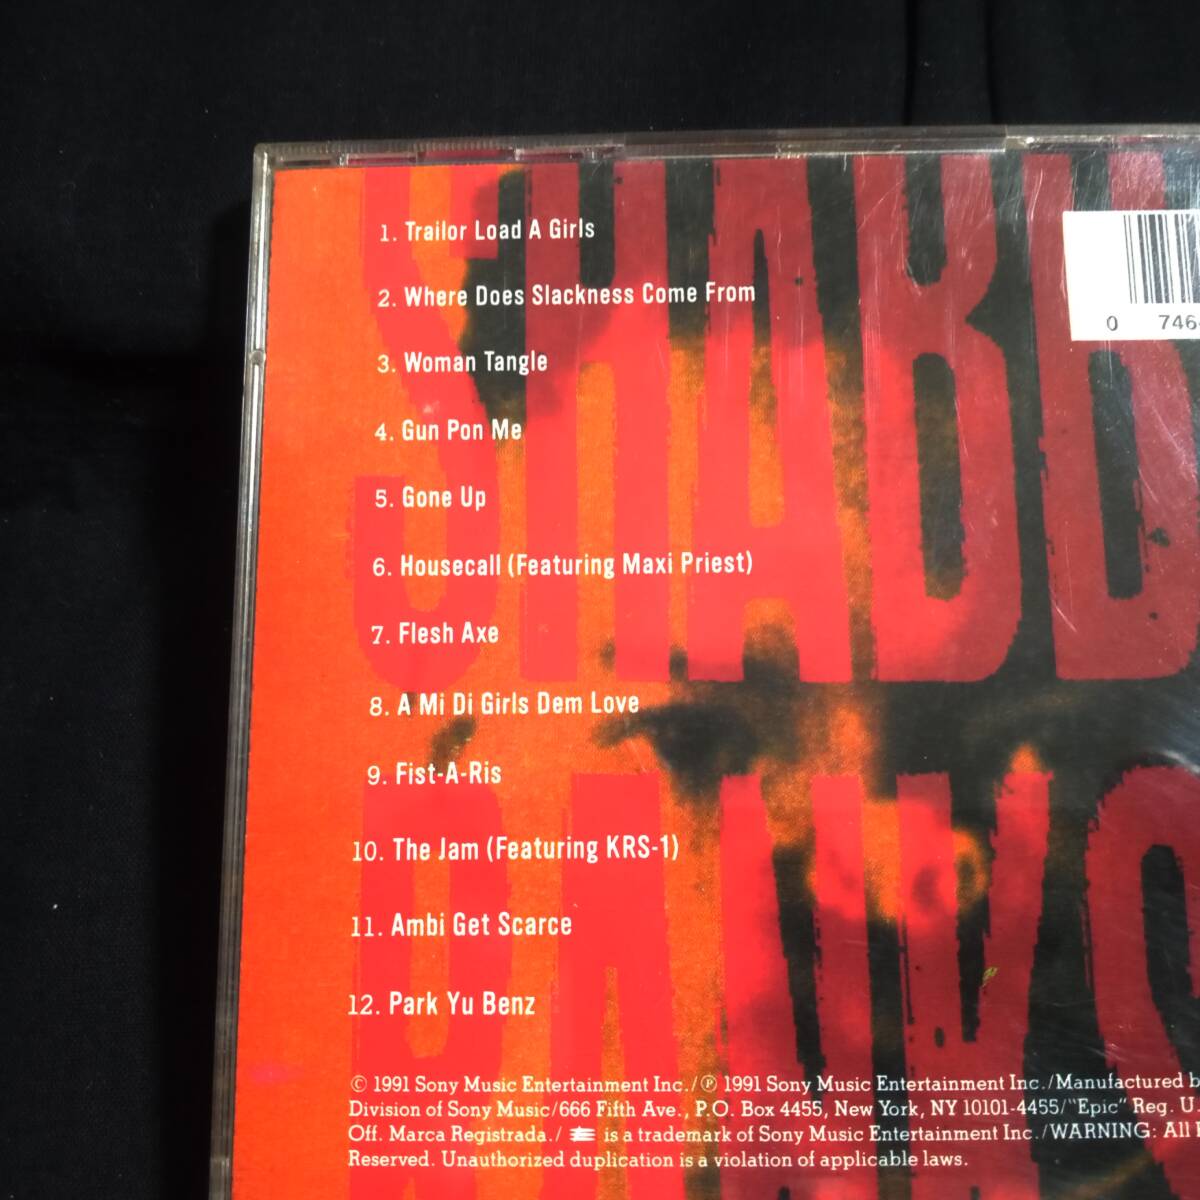 SHABB
RANKS
0 746
1. Trailor Load A Girls
2. Where Does Slackness Come From
3. Woman Tangle
4. Gun Pon Me
5. Gone Up
6. Housecall (Featuring Maxi Priest)
7. Flesh Axe
8. A Mi Di Girls Dem Love
9. Fist-A-Ris
10. The Jam (Featuring KRS-1)
11. Ambi Get Scarce
12. Park Yu Benz
© 1991 Sony Music Entertainment Inc./℗ 1991 Sony Music Entertainment Inc./Manufactured b
Division of Sony Music/666 Fifth Ave., P.O. Box 4455, New York, NY 10101-4455/"Epic" Reg. U
Off. Marca Registrada./ is a trademark of Sony Music Entertainment Inc./WARNING: All
Reserved. Unauthorized duplication is a violation of applicable laws.